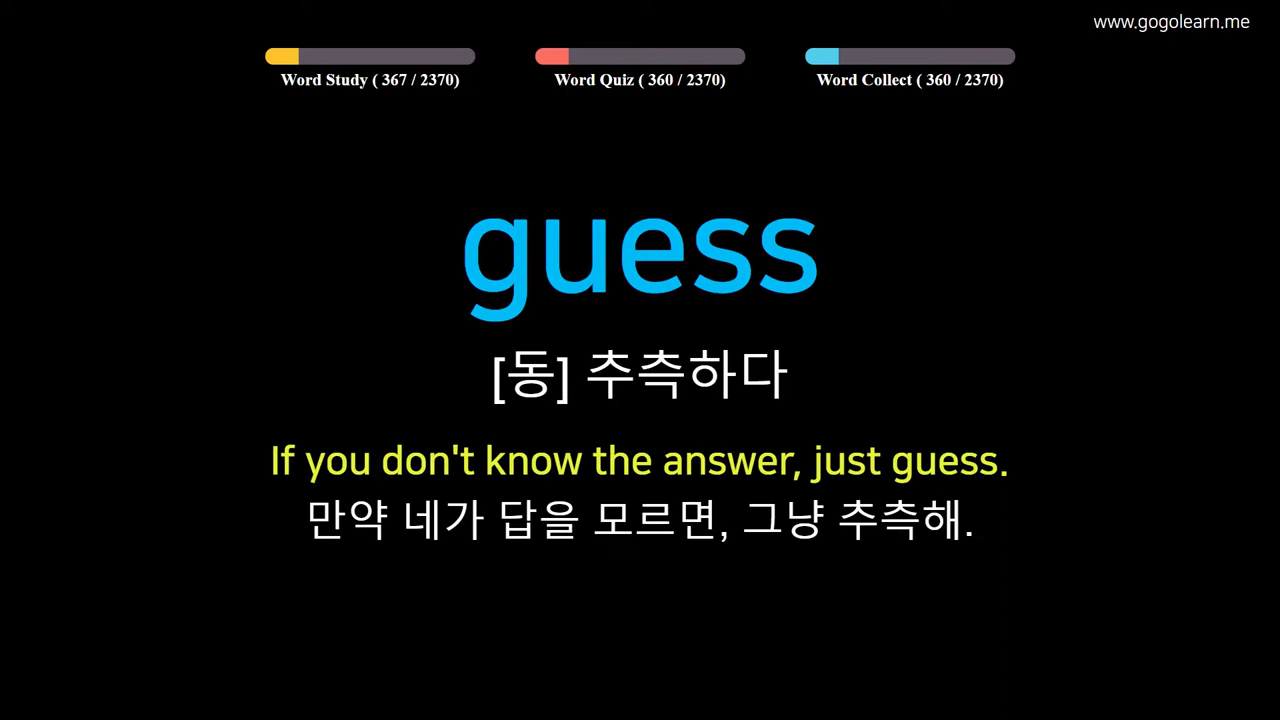 www.gogolearn.me
Word Study ( 367 / 2370)
Word Quiz ( 360 / 2370)
Word Collect ( 360 / 2370)
guess
[동] 추측하다
If you don't know the answer, just guess.
만약 네가 답을 모르면, 그냥 추측해.